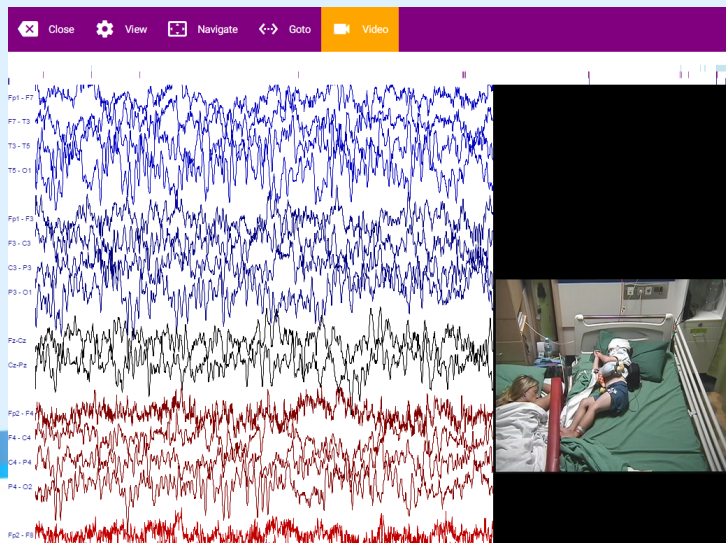 Close View Navigate Goto Video
Fp1 - F7
F7 - T3
T3 - T5
T5 - O1
Fp1 - F3
F3 - C3
C3 - P3
P3 - O1
Fz-Cz
Cz-Pz
Fp2 - F4
F4 - C4
C4 - P4
P4 - O2
Fp2 - F8